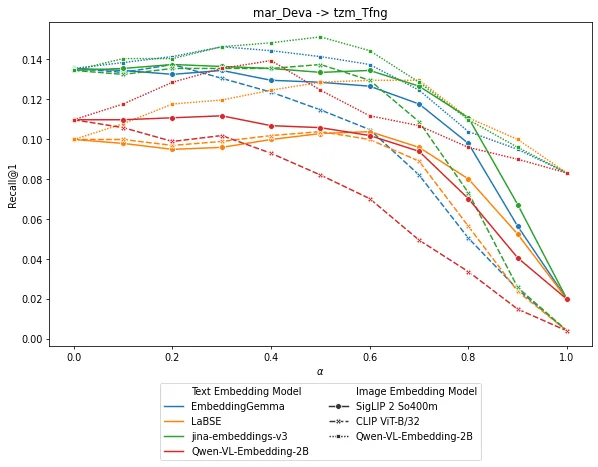 mar_Deva -> tzm_Tfng
0.14
0.12
0.10
0.08
0.06
0.04
0.02
0.00
Recall@1
0.0 0.2 0.4 0.6 0.8 1.0
α
Text Embedding Model
EmbeddingGemma
LaBSE
jina-embeddings-v3
Qwen-VL-Embedding-2B
Image Embedding Model
SigLIP 2 So400m
CLIP ViT-B/32
Qwen-VL-Embedding-2B